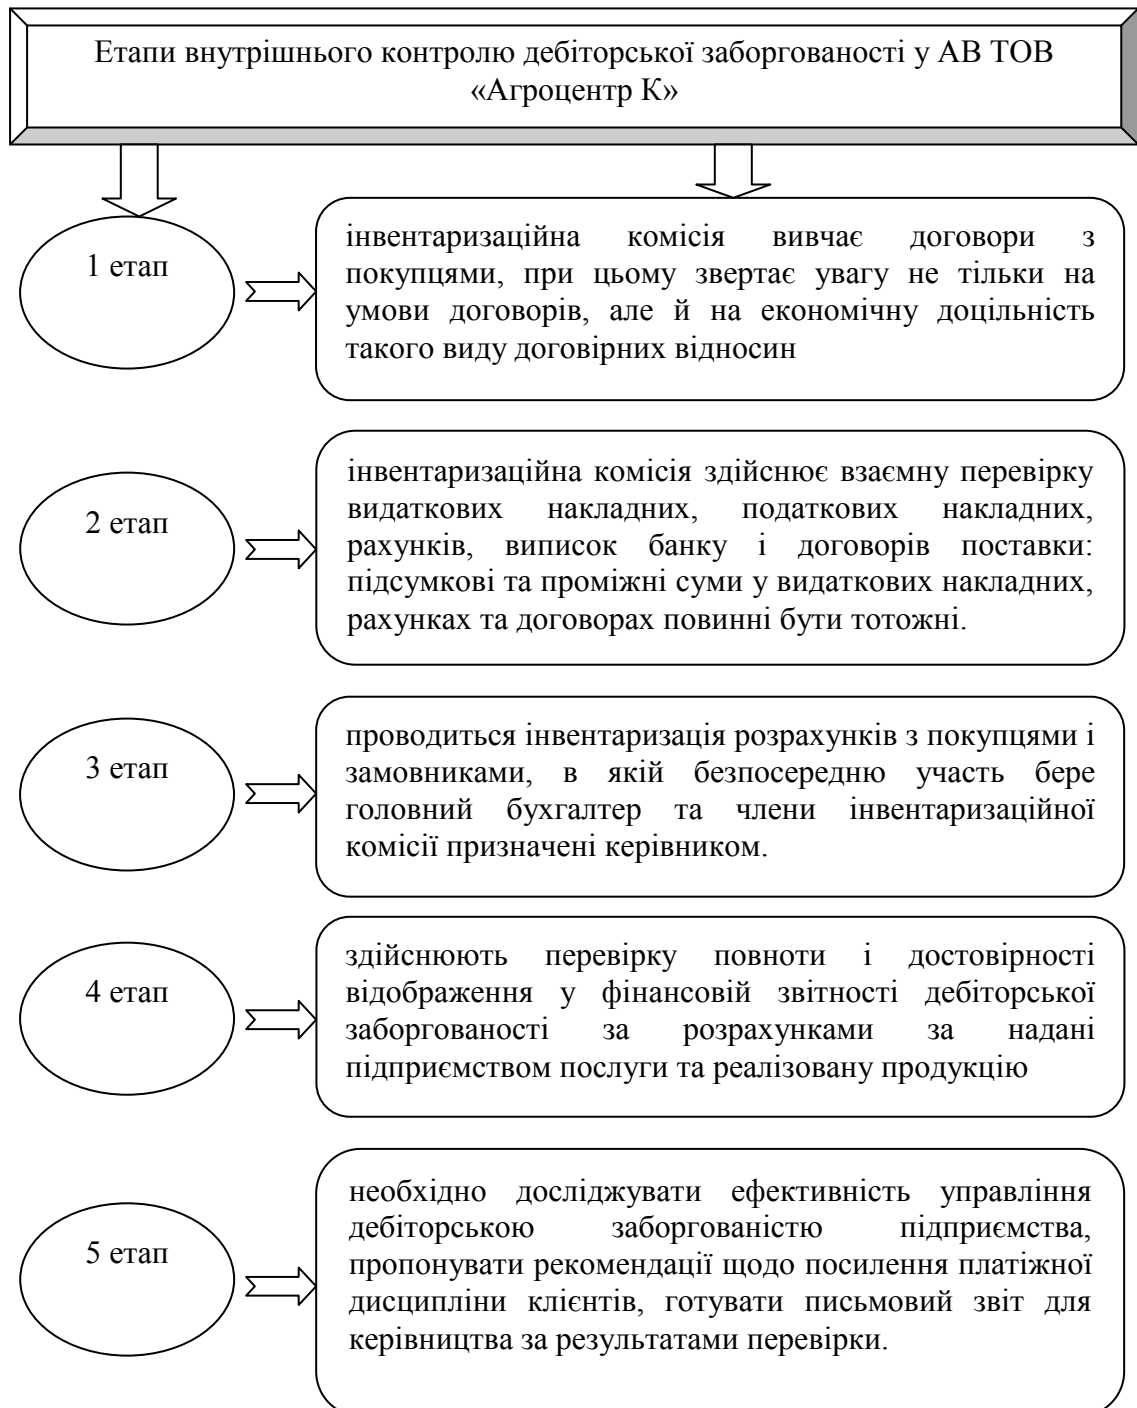 Етапи внутрішнього контролю дебіторської заборгованості у АВ ТОВ
«Агроцентр К»
1 етап
інвентаризаційна комісія вивчає договори з
покупцями, при цьому звертає увагу не тільки на
умови договорів, але й на економічну доцільність
такого виду договірних відносин
2 етап
інвентаризаційна комісія здійснює взаємну перевірку
видаткових накладних, податкових накладних,
рахунків, виписок банку і договорів поставки:
підсумкові та проміжні суми у видаткових накладних,
рахунках та договорах повинні бути тотожні.
3 етап
проводиться інвентаризація розрахунків з покупцями і
замовниками, в якій безпосередню участь бере
головний бухгалтер та члени інвентаризаційної
комісії призначені керівником.
4 етап
здійснюють перевірку повноти і достовірності
відображення у фінансовій звітності дебіторської
заборгованості за розрахунками за надані
підприємством послуги та реалізовану продукцію
5 етап
необхідно досліджувати ефективність управління
дебіторською заборгованістю підприємства,
пропонувати рекомендації щодо посилення платіжної
дисципліни клієнтів, готувати письмовий звіт для
керівництва за результатами перевірки.